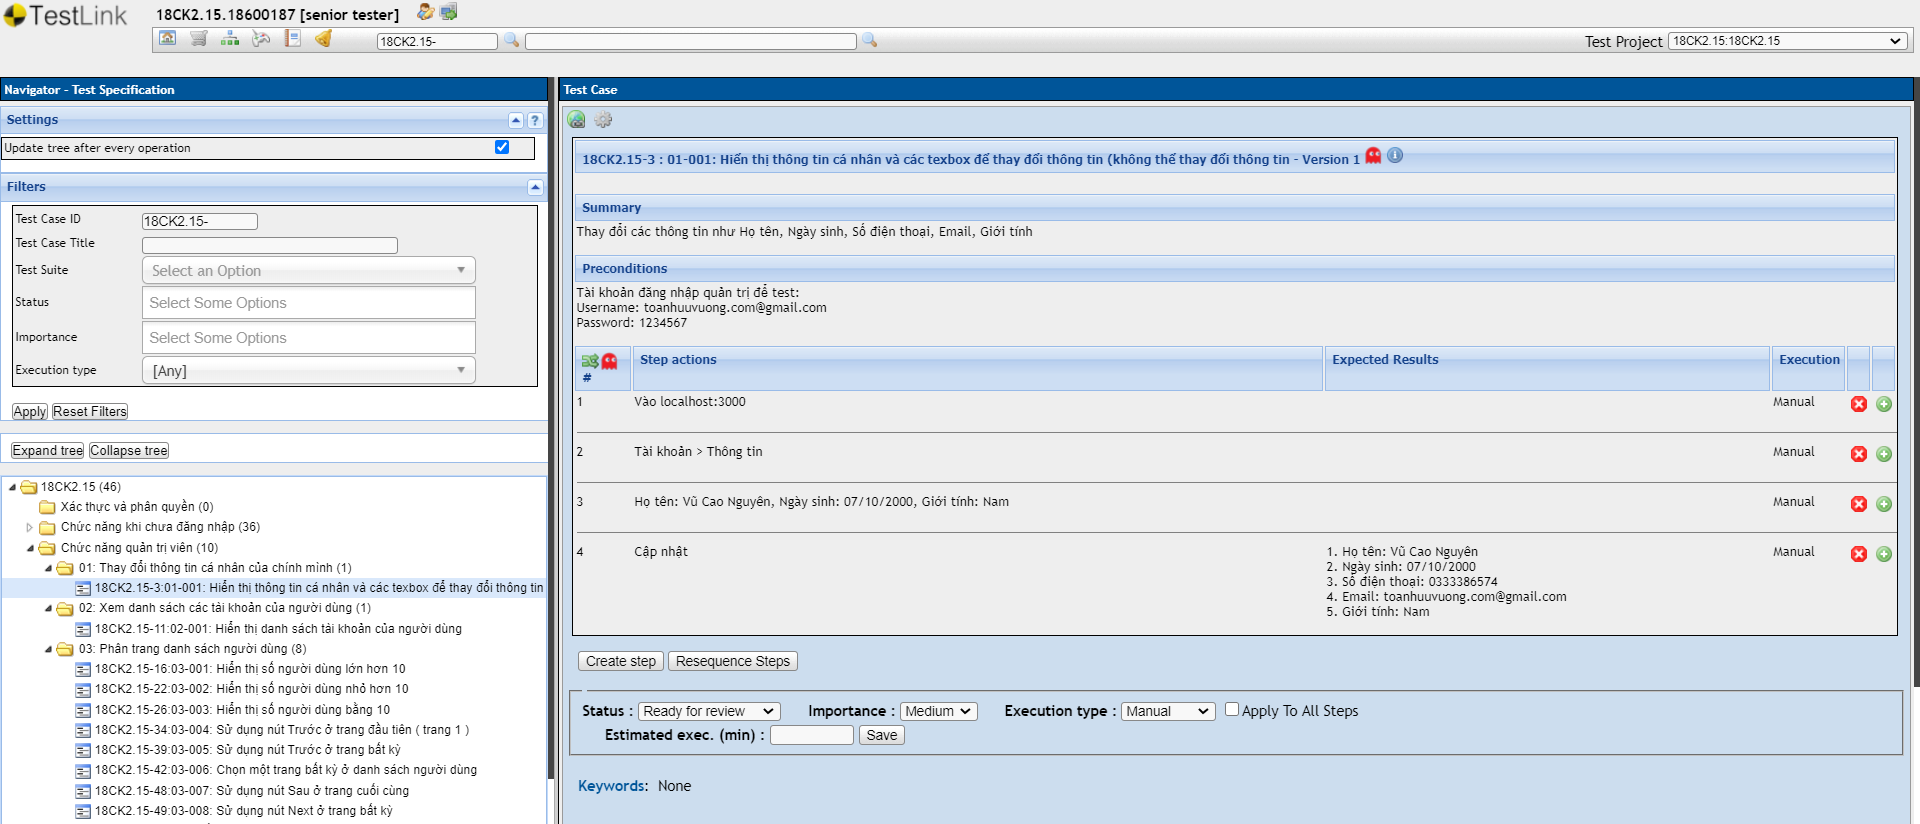 TestLink
18CK2.15.18600187 [senior tester]
18CK2.15-
Test Project 18CK2.15:18CK2.15
Navigator - Test Specification
Settings
?
Update tree after every operation
Filters
Test Case ID 18CK2.15-
Test Case Title
Test Suite Select an Option
Status Select Some Options
Importance Select Some Options
Execution type [Any]
Apply Reset Filters
Expand tree Collapse tree
18CK2.15 (46)
Xác thực và phân quyền (0)
Chức năng khi chưa đăng nhập (36)
Chức năng quản trị viên (10)
01: Thay đổi thông tin cá nhân của chính mình (1)
18CK2.15-3:01-001: Hiển thị thông tin cá nhân và các texbox để thay đổi thông tin
02: Xem danh sách các tài khoản của người dùng (1)
18CK2.15-11:02-001: Hiển thị danh sách tài khoản của người dùng
03: Phân trang danh sách người dùng (8)
18CK2.15-16:03-001: Hiển thị số người dùng lớn hơn 10
18CK2.15-22:03-002: Hiển thị số người dùng nhỏ hơn 10
18CK2.15-26:03-003: Hiển thị số người dùng bằng 10
18CK2.15-34:03-004: Sử dụng nút Trước ở trang đầu tiên ( trang 1 )
18CK2.15-39:03-005: Sử dụng nút Trước ở trang bất kỳ
18CK2.15-42:03-006: Chọn một trang bất kỳ ở danh sách người dùng
18CK2.15-48:03-007: Sử dụng nút Sau ở trang cuối cùng
18CK2.15-49:03-008: Sử dụng nút Next ở trang bất kỳ
Test Case
18CK2.15-3 : 01-001: Hiển thị thông tin cá nhân và các texbox để thay đổi thông tin (không thể thay đổi thông tin - Version 1
Summary
Thay đổi các thông tin như Họ tên, Ngày sinh, Số điện thoại, Email, Giới tính
Preconditions
Tài khoản đăng nhập quản trị để test:
Username: toanhuuvuong.com@gmail.com
Password: 1234567
# Step actions Expected Results Execution
1 Vào localhost:3000 Manual
2 Tài khoản > Thông tin Manual
3 Họ tên: Vũ Cao Nguyên, Ngày sinh: 07/10/2000, Giới tính: Nam Manual
4 Cập nhật 1. Họ tên: Vũ Cao Nguyên Manual
2. Ngày sinh: 07/10/2000
3. Số điện thoại: 0333386574
4. Email: toanhuuvuong.com@gmail.com
5. Giới tính: Nam
Create step Resequence Steps
Status : Ready for review Importance : Medium Execution type : Manual Apply To All Steps
Estimated exec. (min) : Save
Keywords: None